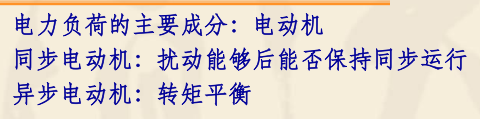 电力负荷的主要成分：电动机
同步电动机：扰动能够后能否保持同步运行
异步电动机：转矩平衡